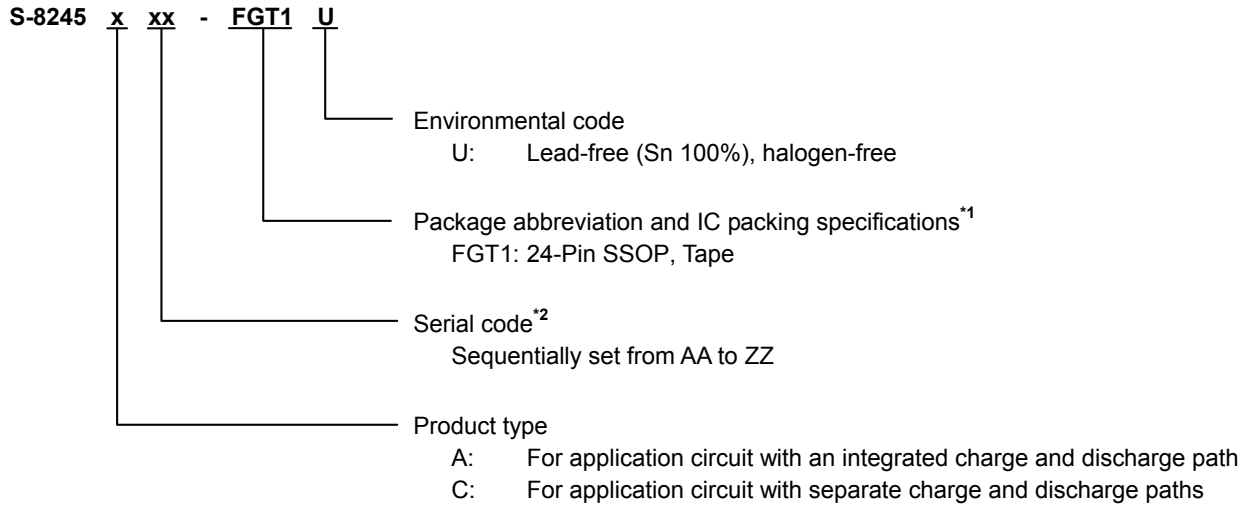 S-8245 x xx - FGT1 U
Environmental code
U: Lead-free (Sn 100%), halogen-free
Package abbreviation and IC packing specifications*1
FGT1: 24-Pin SSOP, Tape
Serial code*2
Sequentially set from AA to ZZ
Product type
A: For application circuit with an integrated charge and discharge path
C: For application circuit with separate charge and discharge paths